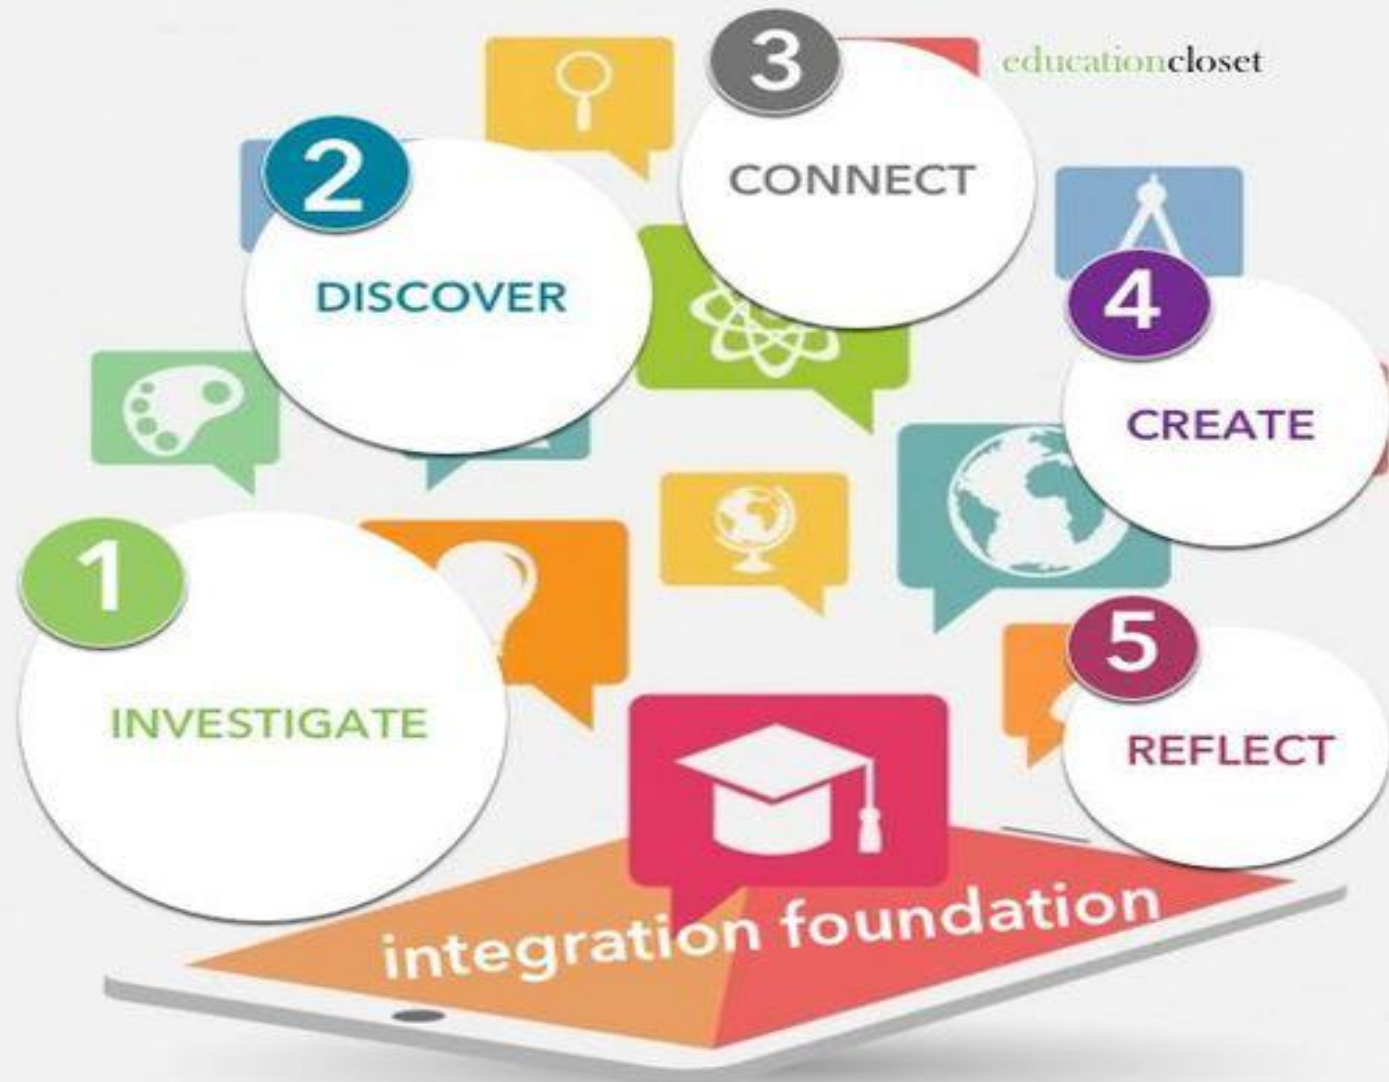 educationcloset
1
INVESTIGATE
2
DISCOVER
3
CONNECT
4
CREATE
5
REFLECT
integration foundation